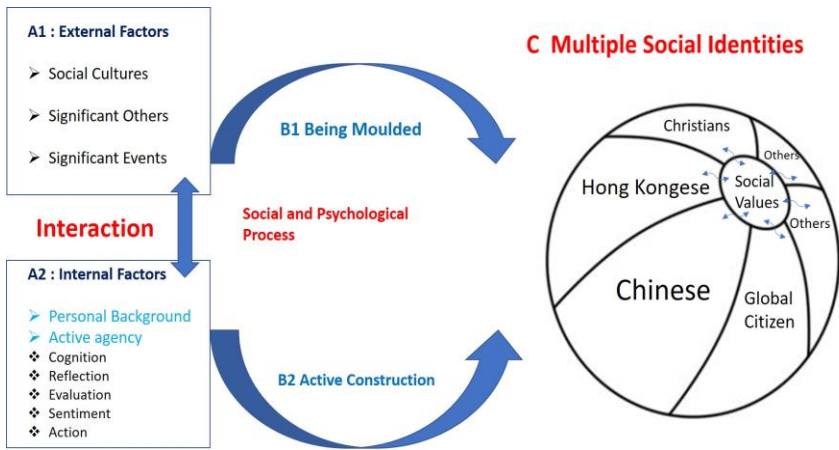 A1 : External Factors
➤ Social Cultures
➤ Significant Others
➤ Significant Events
Interaction
A2 : Internal Factors
➤ Personal Background
➤ Active agency
❖ Cognition
❖ Reflection
❖ Evaluation
❖ Sentiment
❖ Action
B1 Being Moulded
Social and Psychological
Process
B2 Active Construction
C Multiple Social Identities
Christians
Others
Hong Kongese
Social
Values
Others
Chinese
Global
Citizen